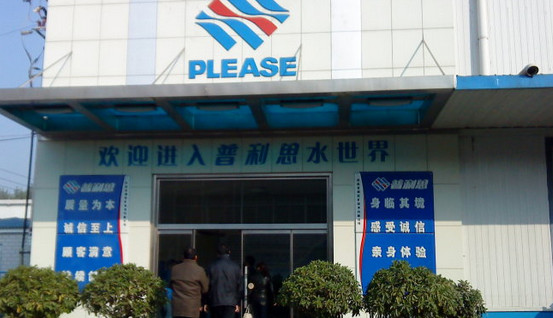 PLEASE
欢迎进入普利思水世界
普利思
质量为本
诚信至上
顾客满意
普利思
身临其境
感受诚信
亲身体验